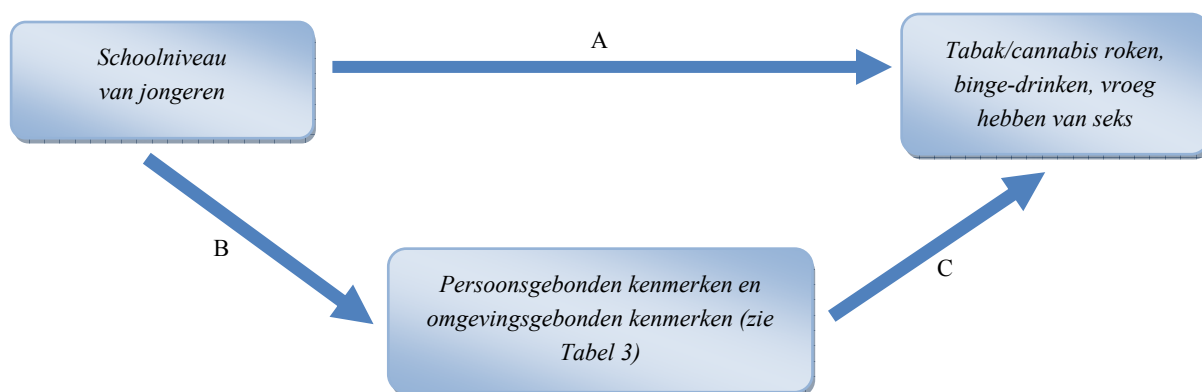 A
Schoolniveau
van jongeren
Tabak/cannabis roken,
binge-drinken, vroeg
hebben van seks
B
C
Persoonsgebonden kenmerken en
omgevingsgebonden kenmerken (zie
Tabel 3)